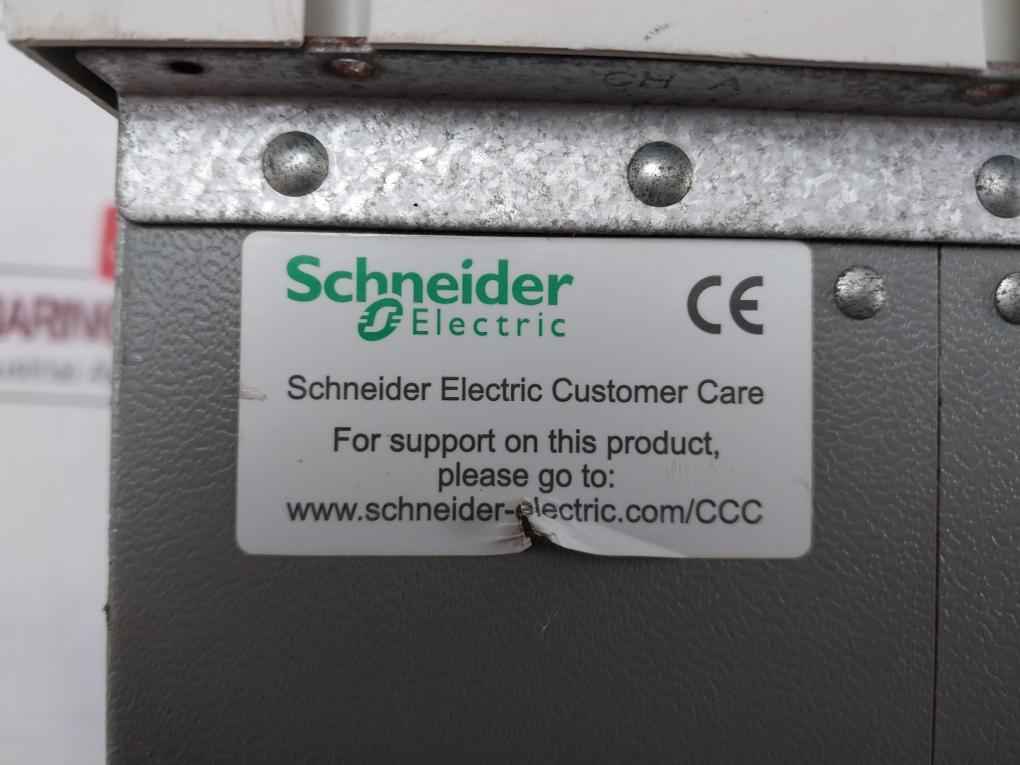 CH A
Schneider
Electric
CE
Schneider Electric Customer Care
For support on this product,
please go to:
www.schneider-electric.com/CCC